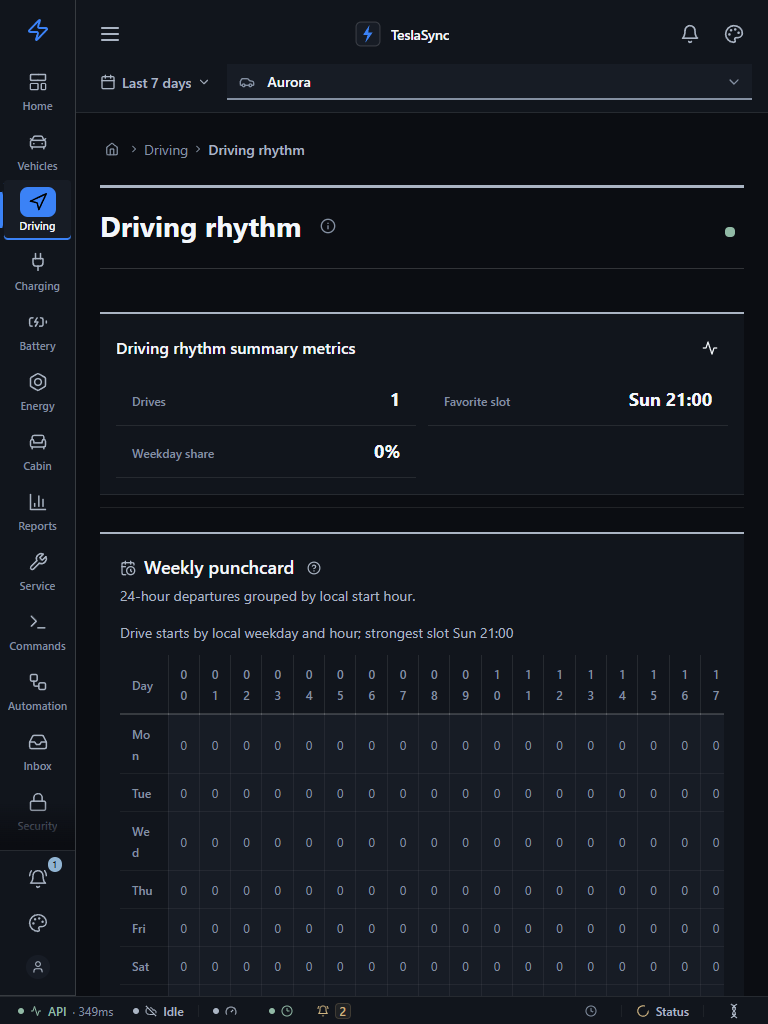 TeslaSync
Last 7 days
Aurora
Home
Vehicles
Driving
Charging
Battery
Energy
Cabin
Reports
Service
Commands
Automation
Inbox
Security
1
Driving
Driving rhythm
Driving rhythm
Driving rhythm summary metrics
Drives 1
Favorite slot Sun 21:00
Weekday share 0%
Weekly punchcard
24-hour departures grouped by local start hour.
Drive starts by local weekday and hour; strongest slot Sun 21:00
Day 00 01 02 03 04 05 06 07 08 09 10 11 12 13 14 15 16 17
Mon 0 0 0 0 0 0 0 0 0 0 0 0 0 0 0 0 0 0
Tue 0 0 0 0 0 0 0 0 0 0 0 0 0 0 0 0 0 0
Wed 0 0 0 0 0 0 0 0 0 0 0 0 0 0 0 0 0 0
Thu 0 0 0 0 0 0 0 0 0 0 0 0 0 0 0 0 0 0
Fri 0 0 0 0 0 0 0 0 0 0 0 0 0 0 0 0 0 0
Sat 0 0 0 0 0 0 0 0 0 0 0 0 0 0 0 0 0 0
API · 349ms Idle 2 Status